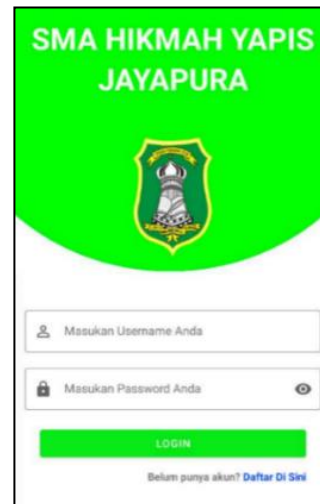 SMA HIKMAH YAPIS
JAYAPURA
Masukan Username Anda
Masukan Password Anda
LOGIN
Belum punya akun? Daftar Di Sini